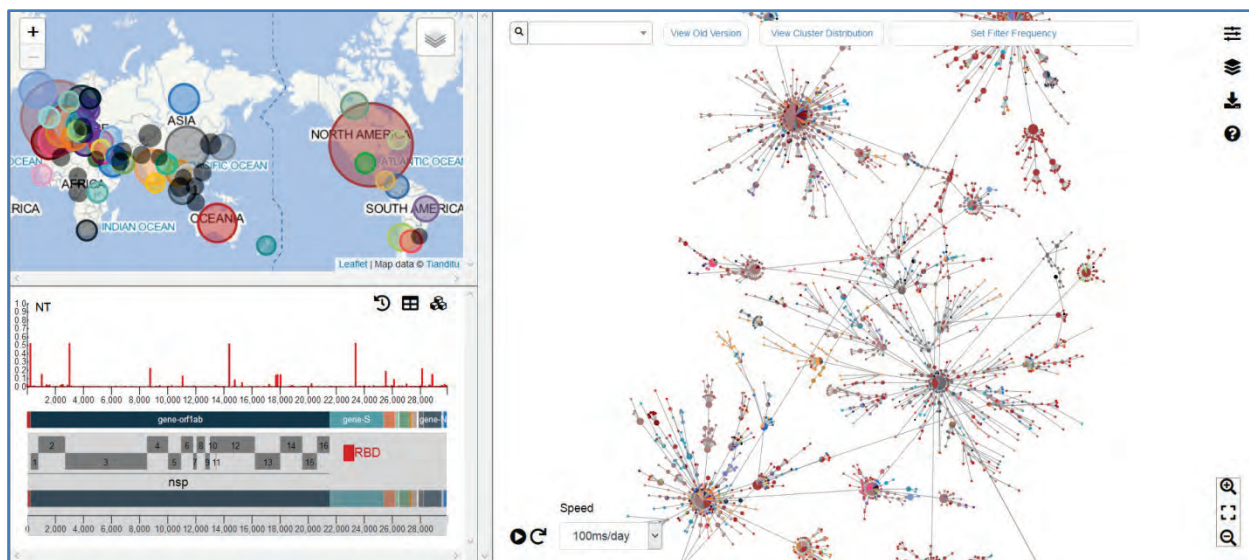 +
−
ASIA
NORTH AMERICA
OCEAN
PACIFIC OCEAN
ATLANTIC OCEAN
AFRICA
RICA
SOUTH AMERICA
OCEANIA
INDIAN OCEAN
Leaflet | Map data © Tianditu
NT
1.0
0.9
0.8
0.7
0.6
0.5
0.4
0.3
0.2
0.1
0.0
2,000 4,000 6,000 8,000 10,000 12,000 14,000 16,000 18,000 20,000 22,000 24,000 26,000 28,000
gene-orf1ab gene-S gene-N
2 4 6 8 10 12 14 16
1 3 5 7 9 11 13 15
RBD
nsp
2,000 4,000 6,000 8,000 10,000 12,000 14,000 16,000 18,000 20,000 22,000 24,000 26,000 28,000
View Old Version
View Cluster Distribution
Set Filter Frequency
?
Speed
100ms/day